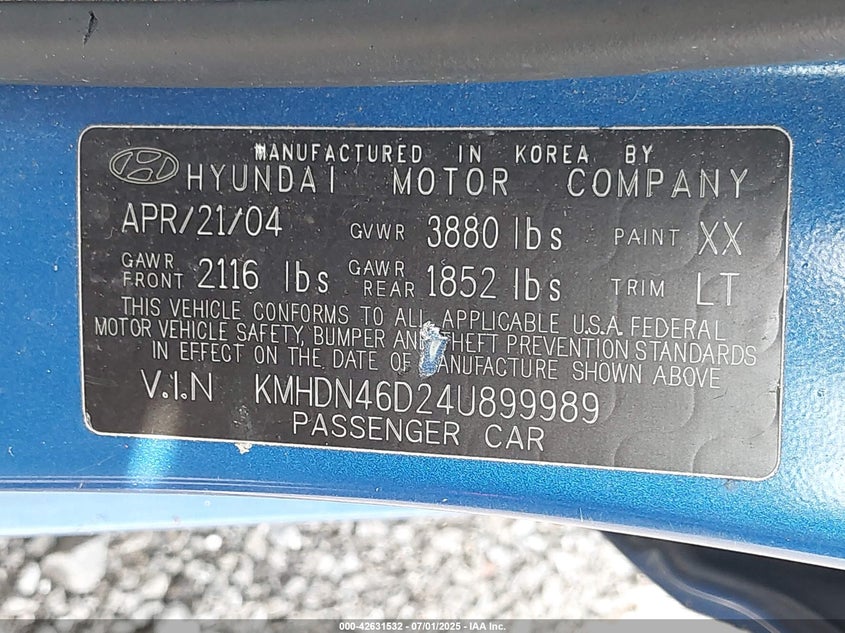 MANUFACTURED IN KOREA BY
HYUNDAI MOTOR COMPANY
APR/21/04 GVWR 3880 lbs PAINT XX
GAWR FRONT 2116 lbs GAWR REAR 1852 lbs TRIM LT
THIS VEHICLE CONFORMS TO ALL APPLICABLE U.S.A. FEDERAL
MOTOR VEHICLE SAFETY, BUMPER AND THEFT PREVENTION STANDARDS
IN EFFECT ON THE DATE OF MANUFACTURE SHOWN ABOVE
V.I.N KMHDN46D24U899989
PASSENGER CAR
000-42631532 - 07/01/2025 - IAA Inc.